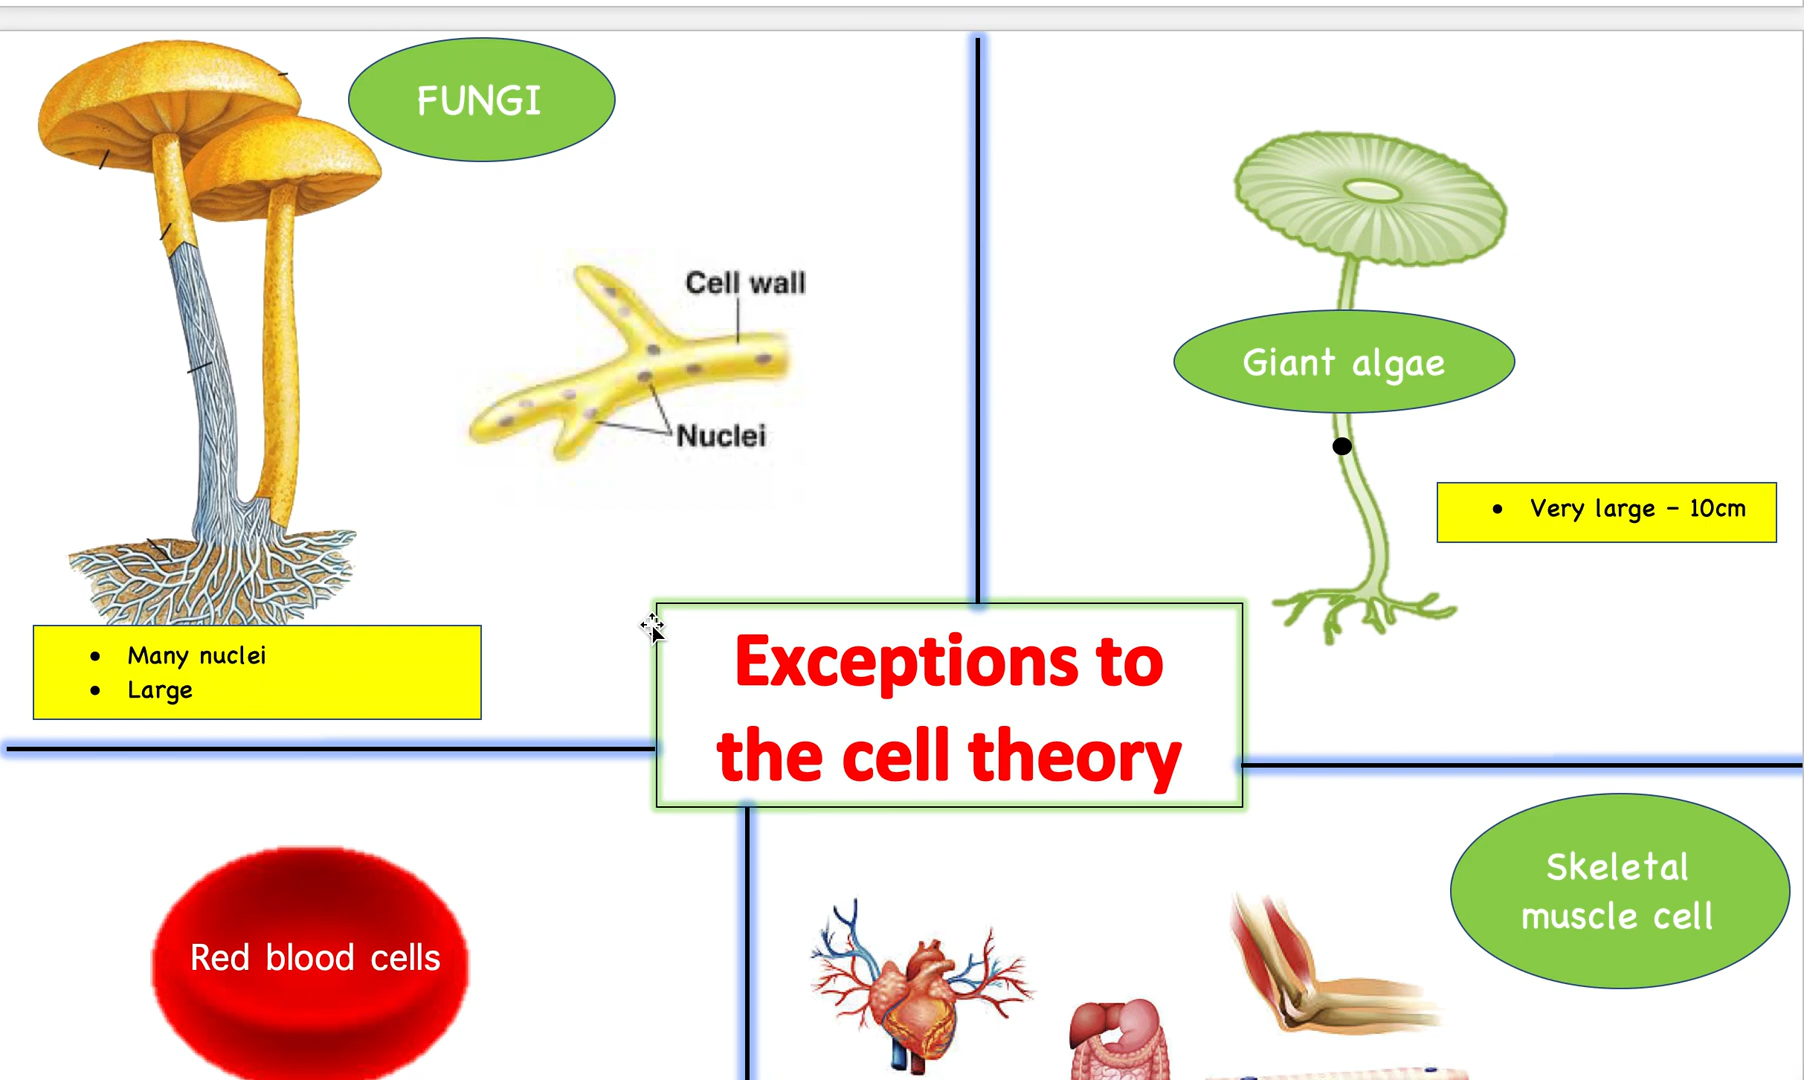 FUNGI
Cell wall
Nuclei
• Many nuclei
• Large
Giant algae
• Very large – 10cm
Exceptions to
the cell theory
Red blood cells
Skeletal
muscle cell